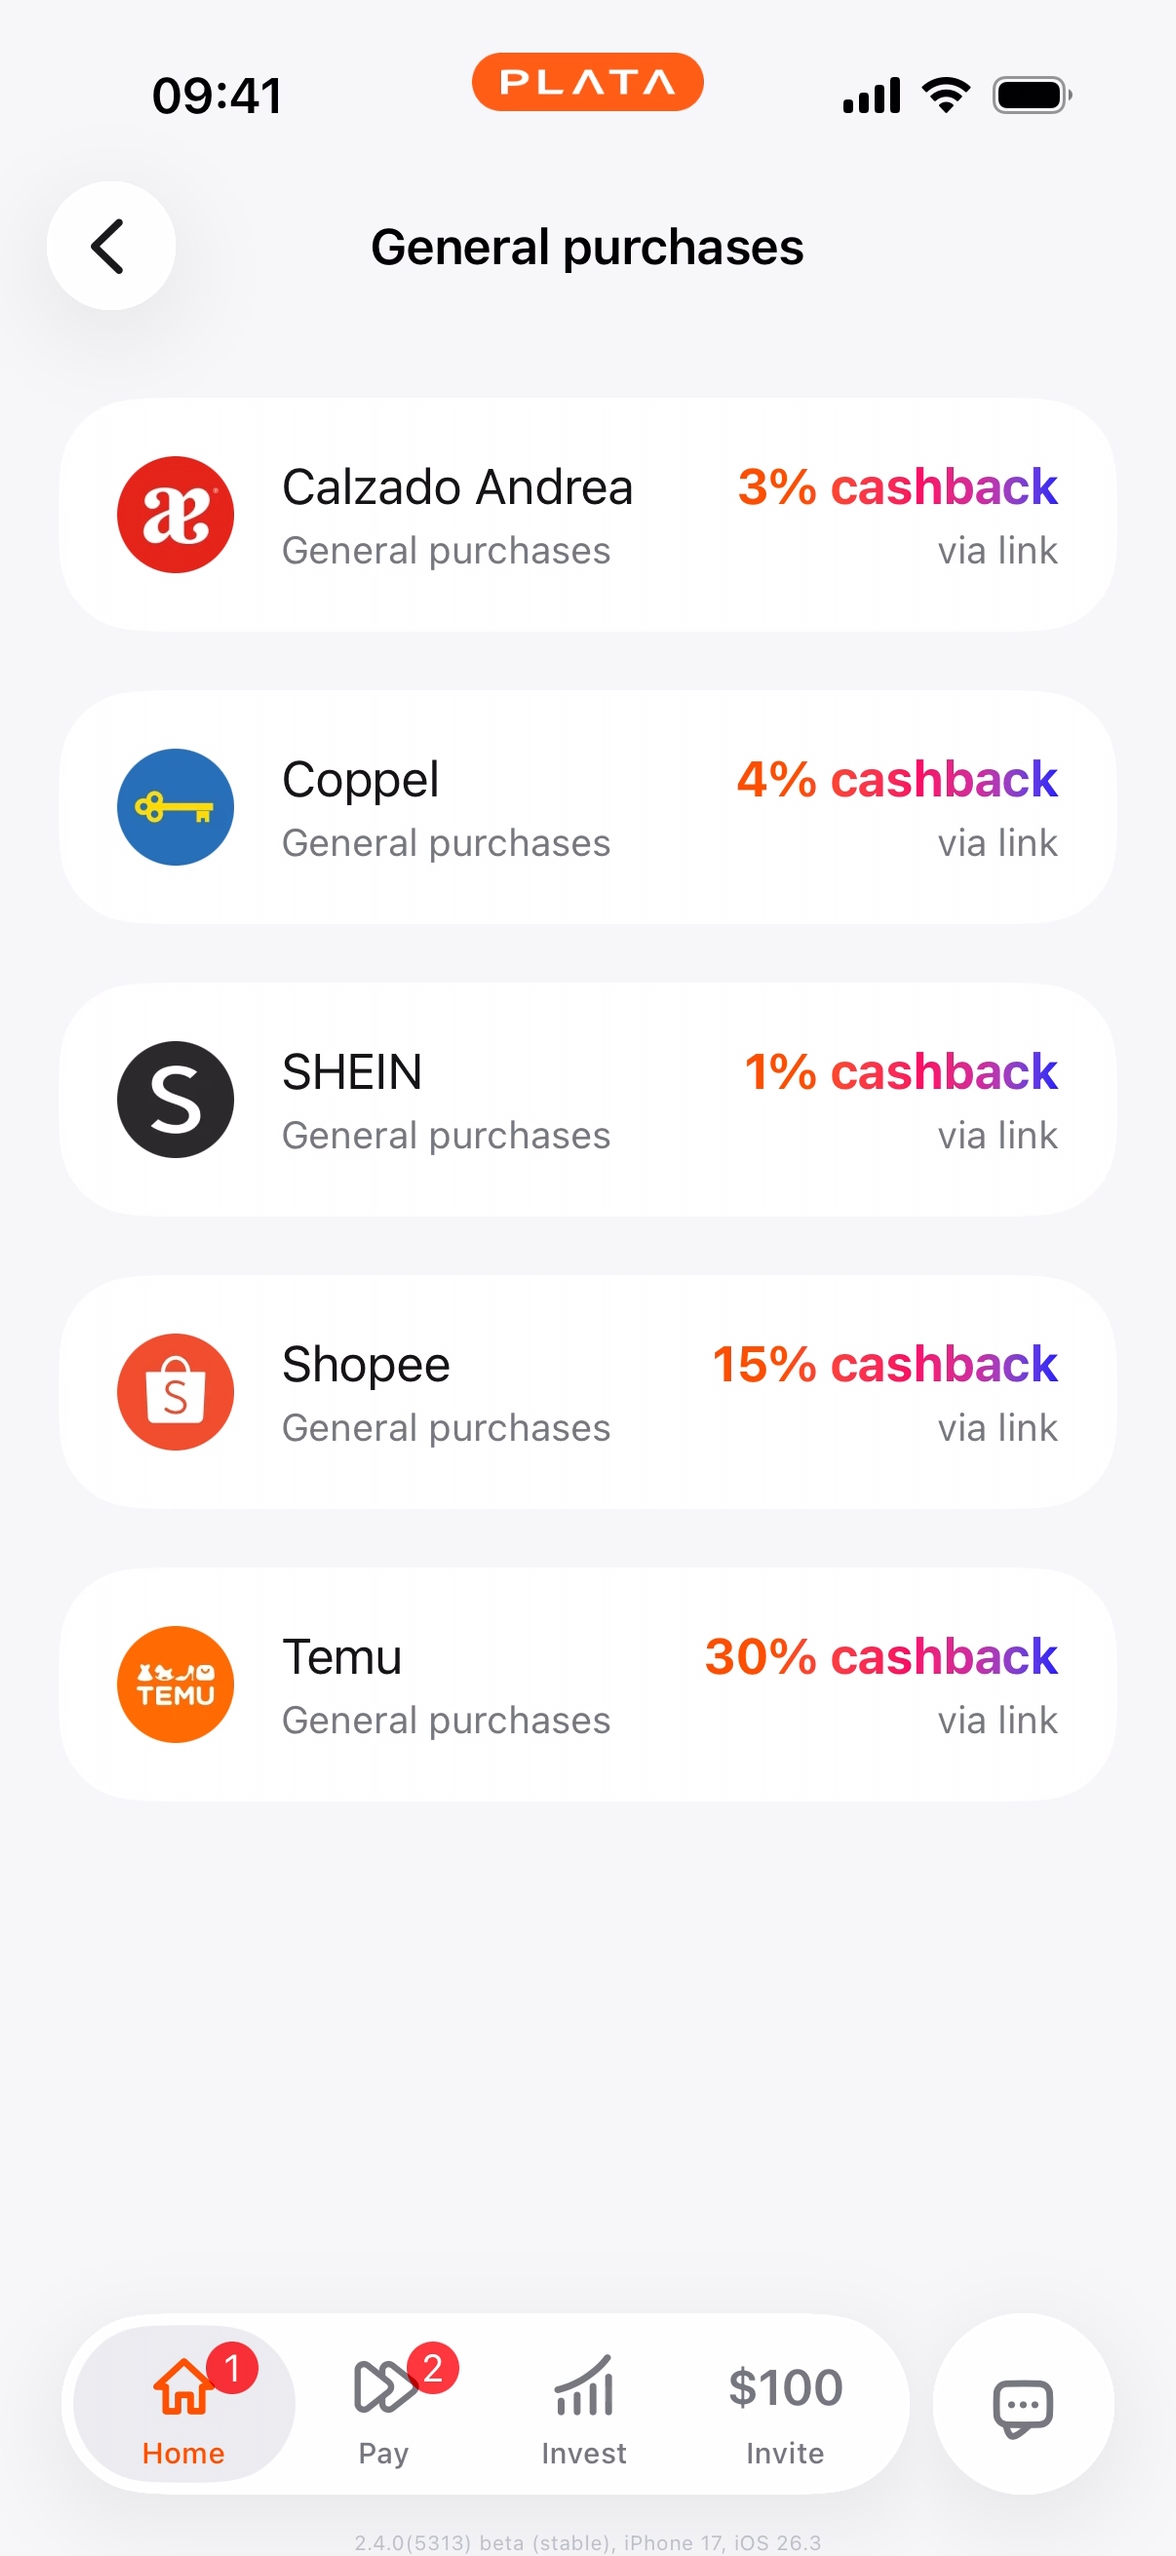 09:41
PLATA
General purchases
Calzado Andrea
3% cashback
General purchases
via link
Coppel
4% cashback
General purchases
via link
S
SHEIN
1% cashback
General purchases
via link
S
Shopee
15% cashback
General purchases
via link
TEMU
Temu
30% cashback
General purchases
via link
1
2
$100
Home
Pay
Invest
Invite
2.4.0(5313) beta (stable), iPhone 17, iOS 26.3